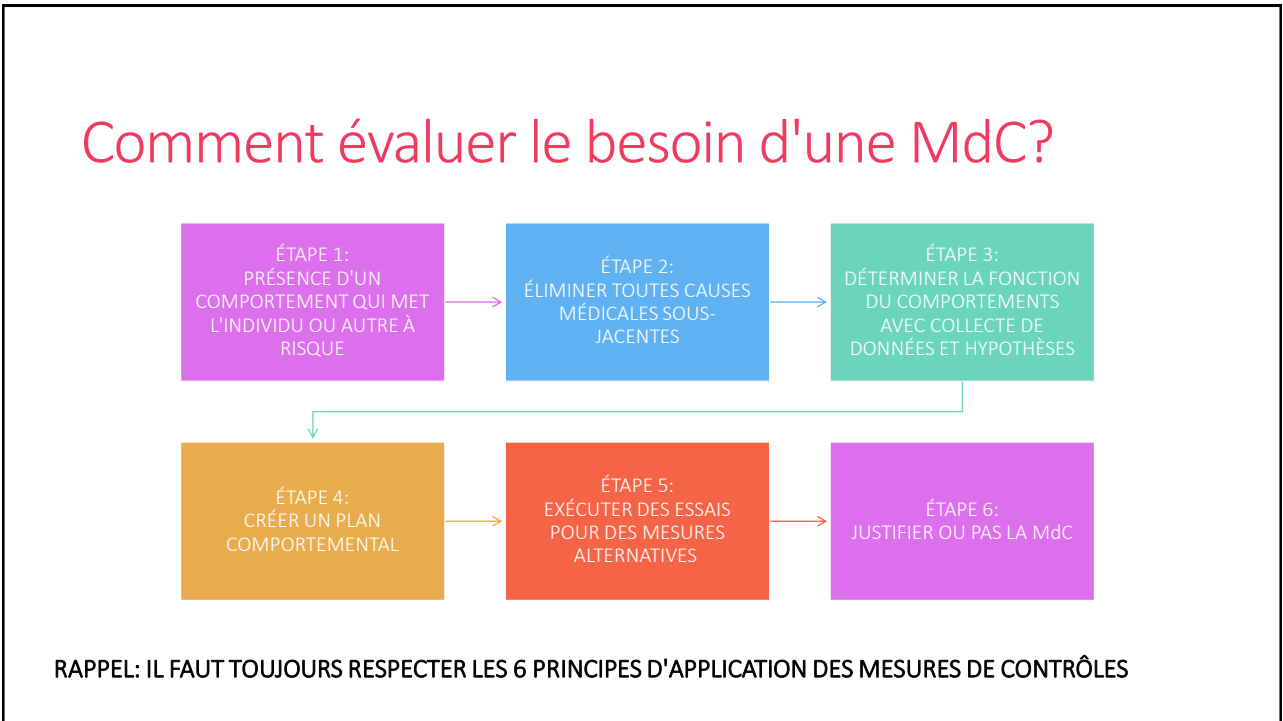 Comment évaluer le besoin d'une MdC?
ÉTAPE 1:
PRÉSENCE D'UN
COMPORTEMENT QUI MET
L'INDIVIDU OU AUTRE À
RISQUE
ÉTAPE 2:
ÉLIMINER TOUTES CAUSES
MÉDICALES SOUS-
JACENTES
ÉTAPE 3:
DÉTERMINER LA FONCTION
DU COMPORTEMENTS
AVEC COLLECTE DE
DONNÉES ET HYPOTHÈSES
ÉTAPE 4:
CRÉER UN PLAN
COMPORTEMENTAL
ÉTAPE 5:
EXÉCUTER DES ESSAIS
POUR DES MESURES
ALTERNATIVES
ÉTAPE 6:
JUSTIFIER OU PAS LA MdC
RAPPEL: IL FAUT TOUJOURS RESPECTER LES 6 PRINCIPES D'APPLICATION DES MESURES DE CONTRÔLES